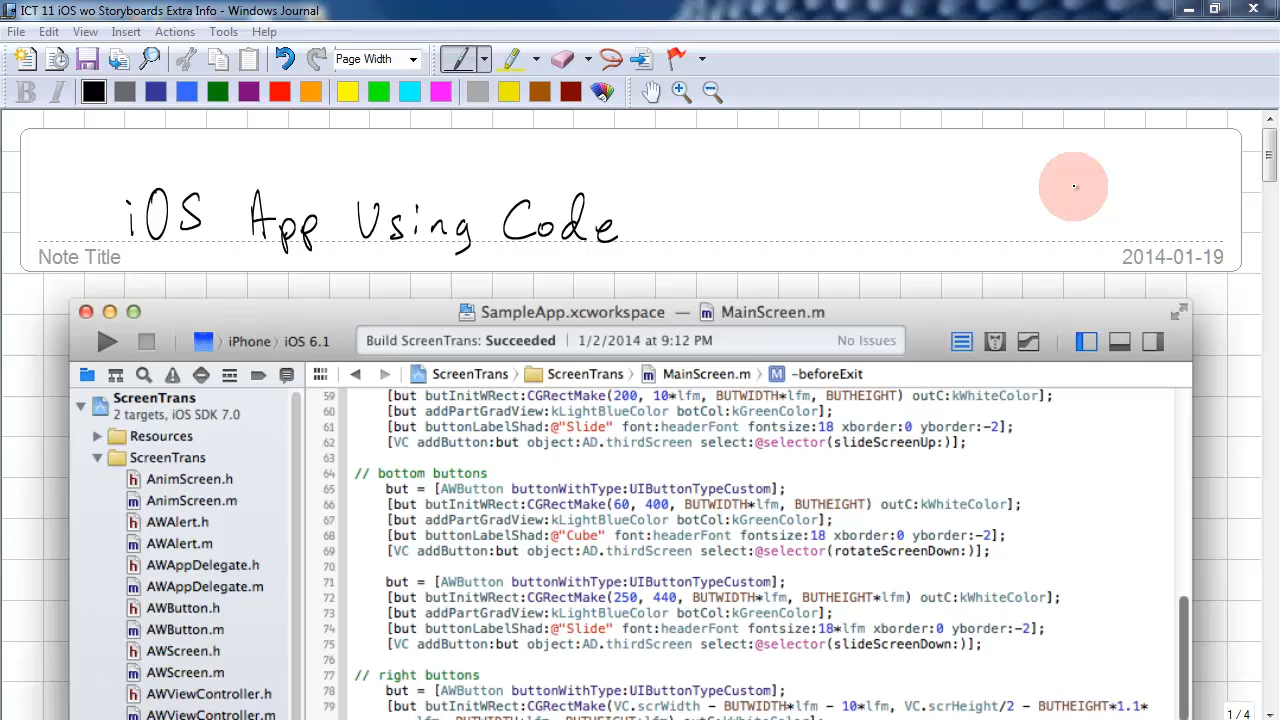 ICT 11 iOS wo Storyboards Extra Info - Windows Journal
File Edit View Insert Actions Tools Help
Page Width
B I
iOS App Using Code
Note Title 2014-01-19
SampleApp.xcworkspace — MainScreen.m
iPhone › iOS 6.1 Build ScreenTrans: Succeeded | 1/2/2014 at 9:12 PM No Issues
ScreenTrans › ScreenTrans › MainScreen.m › M -beforeExit
ScreenTrans
2 targets, iOS SDK 7.0
Resources
ScreenTrans
h AnimScreen.h
m AnimScreen.m
h AWAlert.h
m AWAlert.m
h AWAppDelegate.h
m AWAppDelegate.m
h AWButton.h
m AWButton.m
h AWScreen.h
m AWScreen.m
h AWViewController.h
m AWViewController.m
59 [but butInitWRect:CGRectMake(200, 10*lfm, BUTWIDTH*lfm, BUTHEIGHT) outC:kWhiteColor];
60 [but addPartGradView:kLightBlueColor botCol:kGreenColor];
61 [but buttonLabelShad:@"Slide" font:headerFont fontsize:18 xborder:0 yborder:-2];
62 [VC addButton:but object:AD.thirdScreen select:@selector(slideScreenUp:)];
63
64 // bottom buttons
65 but = [AWButton buttonWithType:UIButtonTypeCustom];
66 [but butInitWRect:CGRectMake(60, 400, BUTWIDTH*lfm, BUTHEIGHT) outC:kWhiteColor];
67 [but addPartGradView:kLightBlueColor botCol:kGreenColor];
68 [but buttonLabelShad:@"Cube" font:headerFont fontsize:18 xborder:0 yborder:-2];
69 [VC addButton:but object:AD.thirdScreen select:@selector(rotateScreenDown:)];
70
71 but = [AWButton buttonWithType:UIButtonTypeCustom];
72 [but butInitWRect:CGRectMake(250, 440, BUTWIDTH*lfm, BUTHEIGHT*lfm) outC:kWhiteColor];
73 [but addPartGradView:kLightBlueColor botCol:kGreenColor];
74 [but buttonLabelShad:@"Slide" font:headerFont fontsize:18*lfm xborder:0 yborder:-2];
75 [VC addButton:but object:AD.thirdScreen select:@selector(slideScreenDown:)];
76
77 // right buttons
78 but = [AWButton buttonWithType:UIButtonTypeCustom];
79 [but butInitWRect:CGRectMake(VC.scrWidth - BUTWIDTH*lfm - 10*lfm, VC.scrHeight/2 - BUTHEIGHT*1.1*
1/4